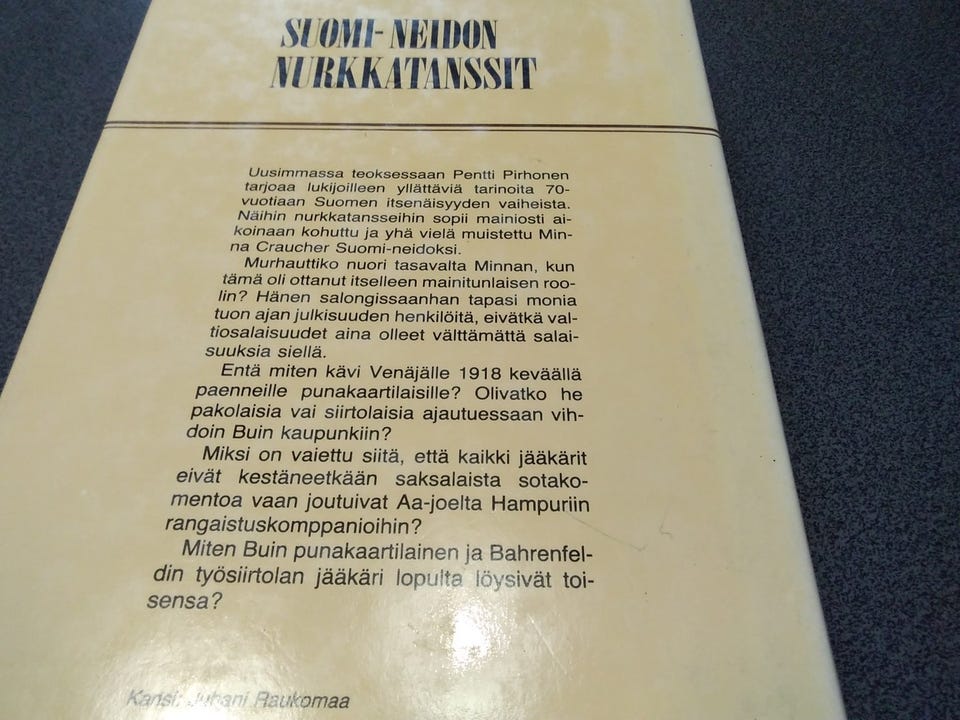 SUOMI-NEIDON
NURKKATANSSIT
Uusimmassa teoksessaan Pentti Pirhonen
tarjoaa lukijoilleen yllättäviä tarinoita 70-
vuotiaan Suomen itsenäisyyden vaiheista.
Näihin nurkkatansseihin sopii mainiosti ai-
koinaan kohuttu ja yhä vielä muistettu Min-
na Craucher Suomi-neidoksi.
Murhauttiko nuori tasavalta Minnan, kun
tämä oli ottanut itselleen mainitunlaisen roo-
lin? Hänen salongissaanhan tapasi monia
tuon ajan julkisuuden henkilöitä, eivätkä val-
tiosalaisuudet aina olleet välttämättä salai-
suuksia siellä.
Entä miten kävi Venäjälle 1918 keväällä
paenneille punakaartilaisille? Olivatko he
pakolaisia vai siirtolaisia ajautuessaan vih-
doin Buin kaupunkiin?
Miksi on vaiettu siitä, että kaikki jääkärit
eivät kestäneetkään saksalaista sotako-
mentoa vaan joutuivat Aa-joelta Hampuriin
rangaistuskomppanioihin?
Miten Buin punakaartilainen ja Bahrenfel-
din työsiirtolan jääkäri lopulta löysivät toi-
sensa?
Kansi: Juhani Raukomaa